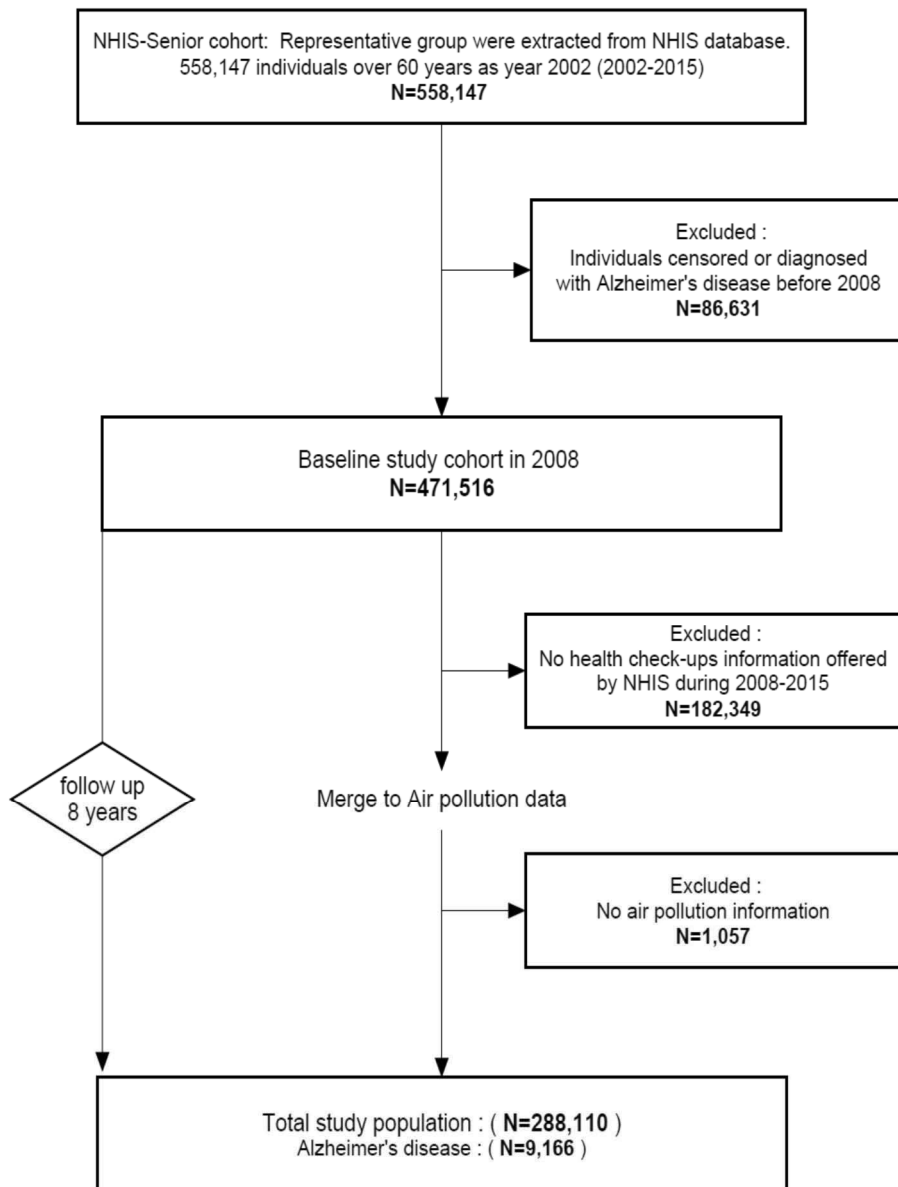 NHIS-Senior cohort:  Representative group were extracted from NHIS database.
558,147 individuals over 60 years as year 2002 (2002-2015)
N=558,147
Excluded :
Individuals censored or diagnosed
with Alzheimer's disease before 2008
N=86,631
Baseline study cohort in 2008
N=471,516
Excluded :
No health check-ups information offered
by NHIS during 2008-2015
N=182,349
follow up
8 years
Merge to Air pollution data
Excluded :
No air pollution information
N=1,057
Total study population : ( N=288,110 )
Alzheimer's disease : ( N=9,166 )